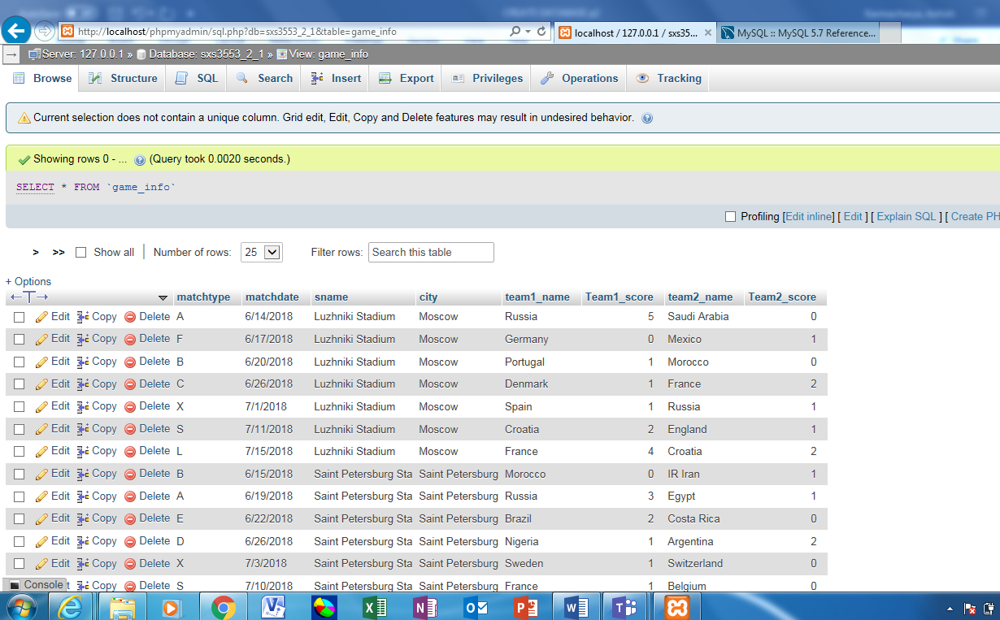 http://localhost/phpmyadmin/sql.php?db=sxs3553_2_1&table=game_info
localhost / 127.0.0.1 / sxs35...
MySQL :: MySQL 5.7 Reference...
Server: 127.0.0.1 » Database: sxs3553_2_1 » View: game_info
Browse Structure SQL Search Insert Export Privileges Operations Tracking
Current selection does not contain a unique column. Grid edit, Edit, Copy and Delete features may result in undesired behavior.
Showing rows 0 - ... (Query took 0.0020 seconds.)
SELECT * FROM `game_info`
Profiling [Edit inline] [ Edit ] [ Explain SQL ] [ Create PH
> >> Show all Number of rows: 25 Filter rows: Search this table
+ Options
←T→ matchtype matchdate sname city team1_name Team1_score team2_name Team2_score
Edit Copy Delete A 6/14/2018 Luzhniki Stadium Moscow Russia 5 Saudi Arabia 0
Edit Copy Delete F 6/17/2018 Luzhniki Stadium Moscow Germany 0 Mexico 1
Edit Copy Delete B 6/20/2018 Luzhniki Stadium Moscow Portugal 1 Morocco 0
Edit Copy Delete C 6/26/2018 Luzhniki Stadium Moscow Denmark 1 France 2
Edit Copy Delete X 7/1/2018 Luzhniki Stadium Moscow Spain 1 Russia 1
Edit Copy Delete S 7/11/2018 Luzhniki Stadium Moscow Croatia 2 England 1
Edit Copy Delete L 7/15/2018 Luzhniki Stadium Moscow France 4 Croatia 2
Edit Copy Delete B 6/15/2018 Saint Petersburg Sta Saint Petersburg Morocco 0 IR Iran 1
Edit Copy Delete A 6/19/2018 Saint Petersburg Sta Saint Petersburg Russia 3 Egypt 1
Edit Copy Delete E 6/22/2018 Saint Petersburg Sta Saint Petersburg Brazil 2 Costa Rica 0
Edit Copy Delete D 6/26/2018 Saint Petersburg Sta Saint Petersburg Nigeria 1 Argentina 2
Edit Copy Delete X 7/3/2018 Saint Petersburg Sta Saint Petersburg Sweden 1 Switzerland 0
Console t Copy Delete S 7/10/2018 Saint Petersburg Sta Saint Petersburg France 1 Belgium 0